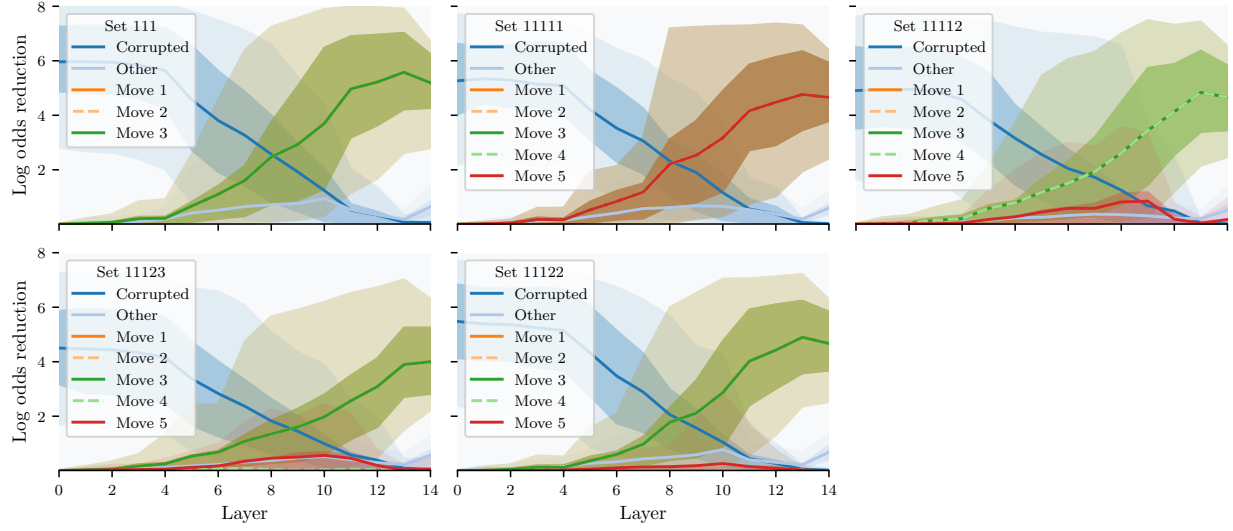 8
6
4
2
Log odds reduction
Set 111
Corrupted
Other
Move 1
Move 2
Move 3
Set 11111
Corrupted
Other
Move 1
Move 2
Move 3
Move 4
Move 5
Set 11112
Corrupted
Other
Move 1
Move 2
Move 3
Move 4
Move 5
8
6
4
2
Log odds reduction
Set 11123
Corrupted
Other
Move 1
Move 2
Move 3
Move 4
Move 5
0 2 4 6 8 10 12 14
Layer
Set 11122
Corrupted
Other
Move 1
Move 2
Move 3
Move 4
Move 5
0 2 4 6 8 10 12 14
Layer